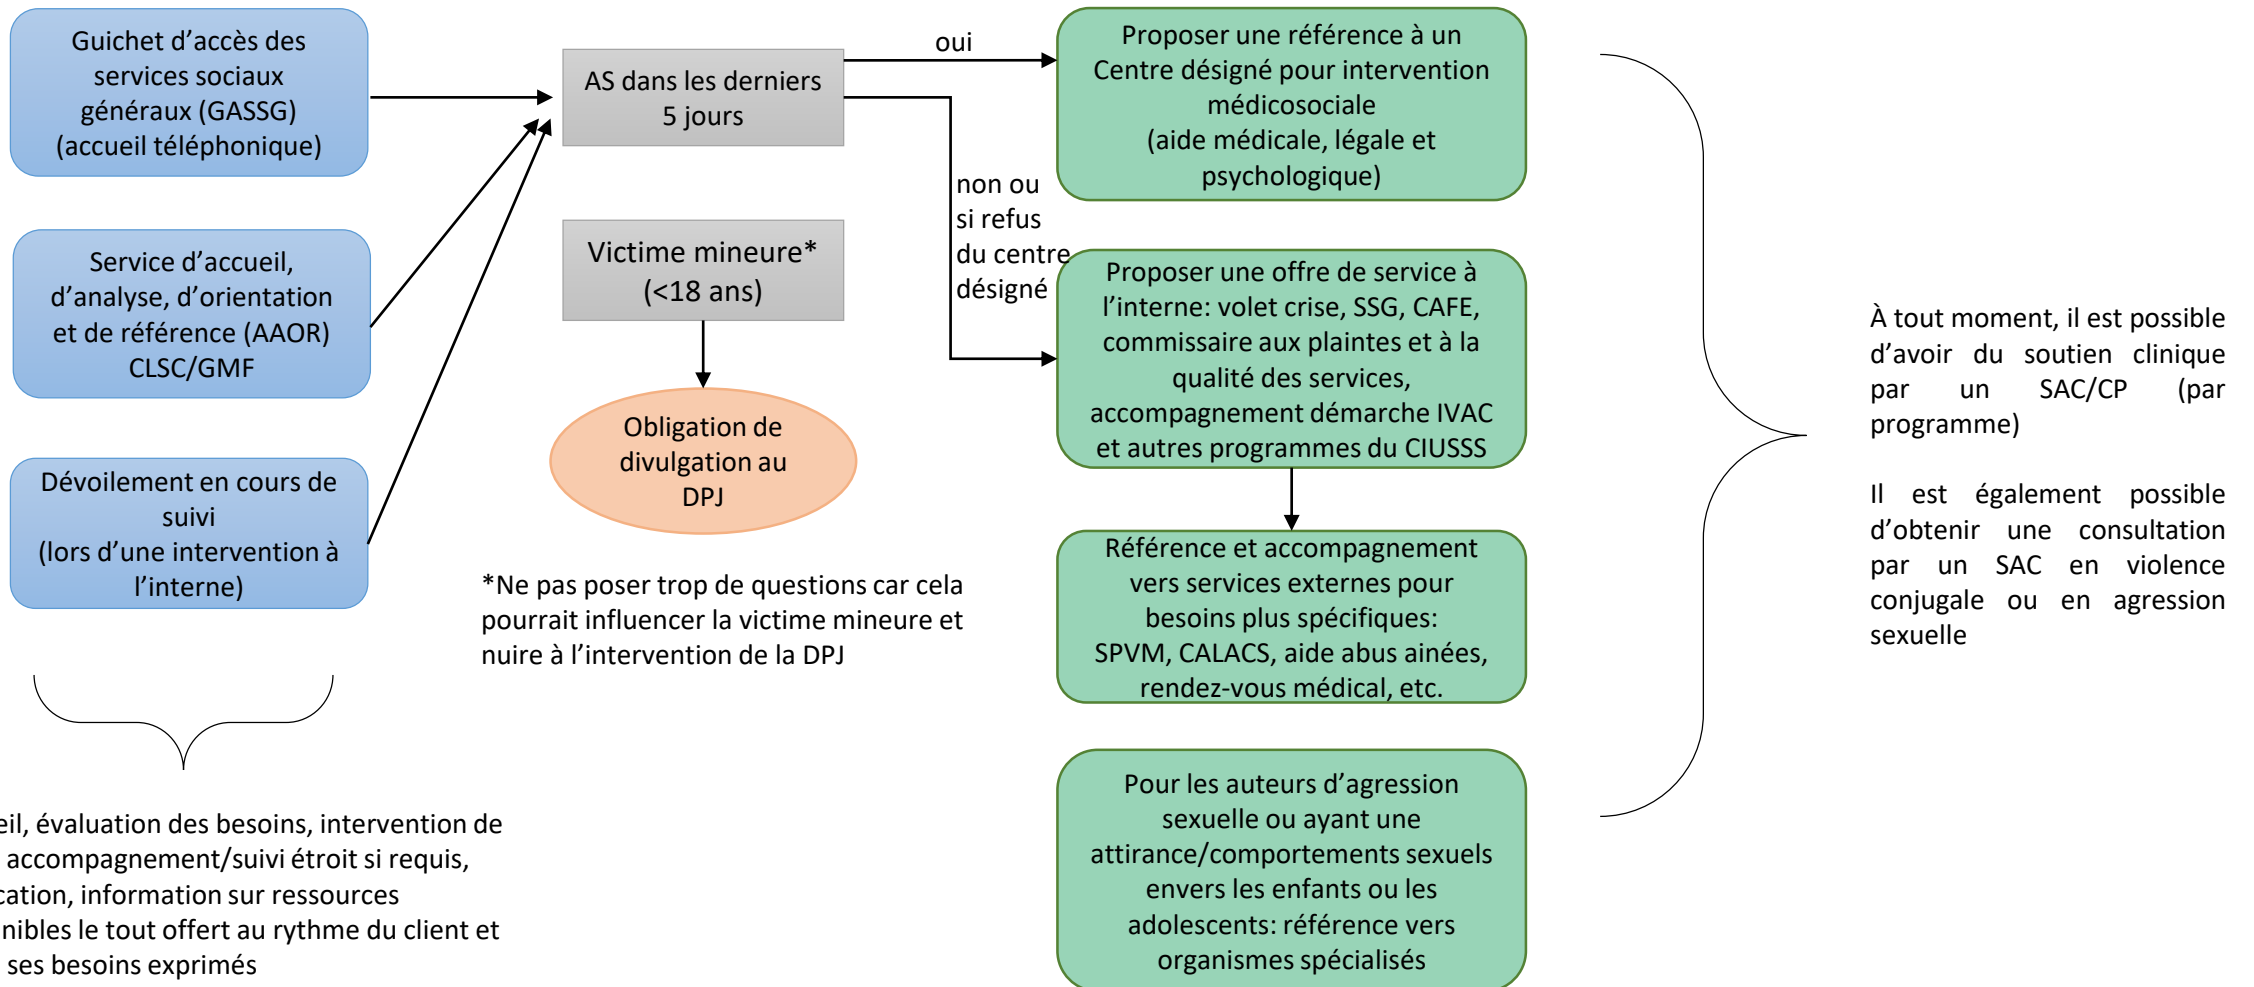 Guichet d’accès des
services sociaux
généraux (GASSG)
(accueil téléphonique)
Service d’accueil,
d’analyse, d’orientation
et de référence (AAOR)
CLSC/GMF
Dévoilement en cours de
suivi
(lors d’une intervention à
l’interne)
eil, évaluation des besoins, intervention de
accompagnement/suivi étroit si requis,
cation, information sur ressources
nibles le tout offert au rythme du client et
ses besoins exprimés
AS dans les derniers
5 jours
Victime mineure*
(<18 ans)
Obligation de
divulgation au
DPJ
*Ne pas poser trop de questions car cela
pourrait influencer la victime mineure et
nuire à l’intervention de la DPJ
oui
non ou
si refus
du centre
désigné
Proposer une référence à un
Centre désigné pour intervention
médicosociale
(aide médicale, légale et
psychologique)
Proposer une offre de service à
l’interne: volet crise, SSG, CAFE,
commissaire aux plaintes et à la
qualité des services,
accompagnement démarche IVAC
et autres programmes du CIUSSS
Référence et accompagnement
vers services externes pour
besoins plus spécifiques:
SPVM, CALACS, aide abus ainées,
rendez-vous médical, etc.
Pour les auteurs d’agression
sexuelle ou ayant une
attirance/comportements sexuels
envers les enfants ou les
adolescents: référence vers
organismes spécialisés
À tout moment, il est possible
d’avoir du soutien clinique
par un SAC/CP (par
programme)
Il est également possible
d’obtenir une consultation
par un SAC en violence
conjugale ou en agression
sexuelle